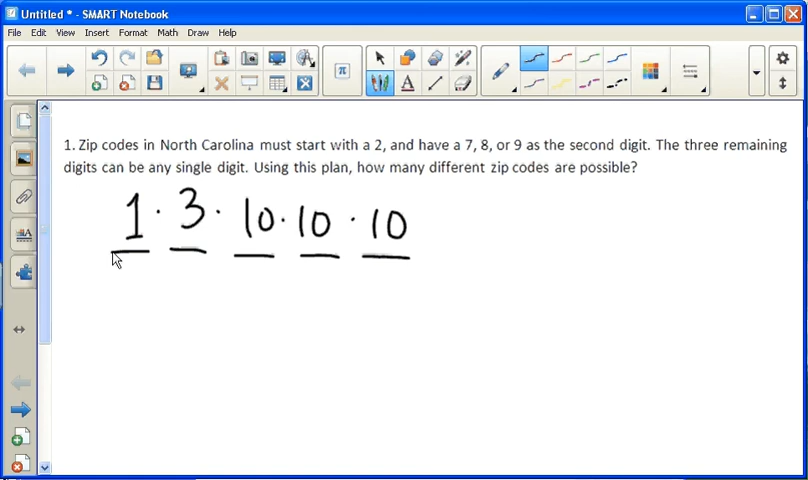 Untitled * - SMART Notebook
File Edit View Insert Format Math Draw Help
π
A
A
1. Zip codes in North Carolina must start with a 2, and have a 7, 8, or 9 as the second digit. The three remaining
digits can be any single digit. Using this plan, how many different zip codes are possible?
1 · 3 · 10 · 10 · 10